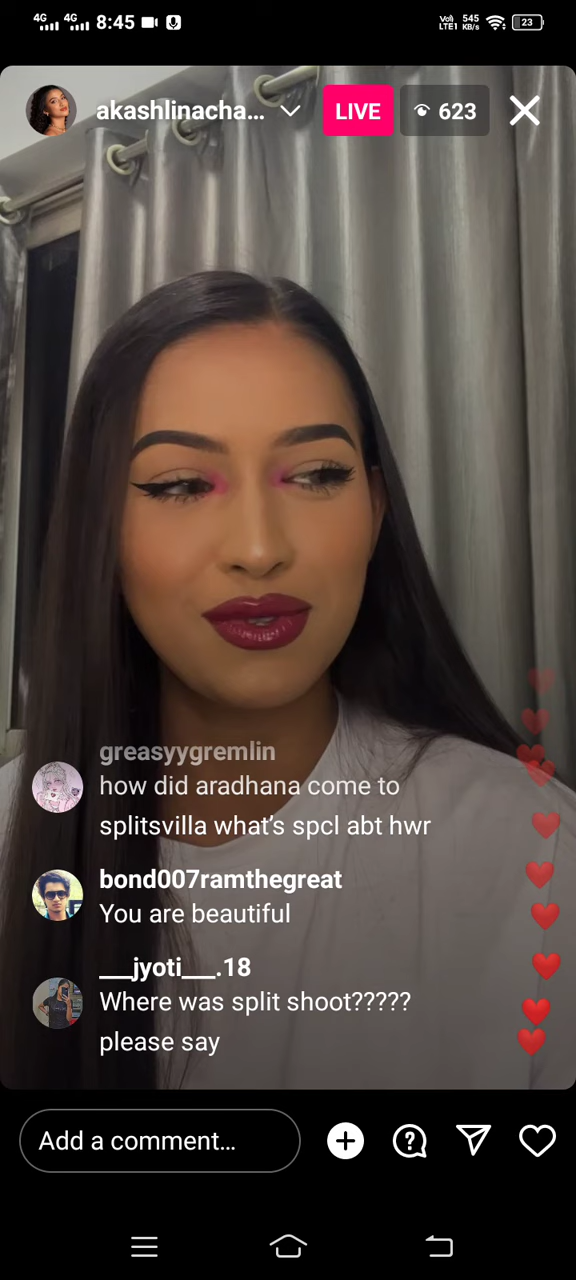 4G 4G 8:45 VoLTE1 545 KB/s 23
akashlinacha... LIVE 623
greasyygremlin
how did aradhana come to
splitsvilla what's spcl abt hwr
bond007ramthegreat
You are beautiful
___jyoti___.18
Where was split shoot?????
please say
Add a comment...